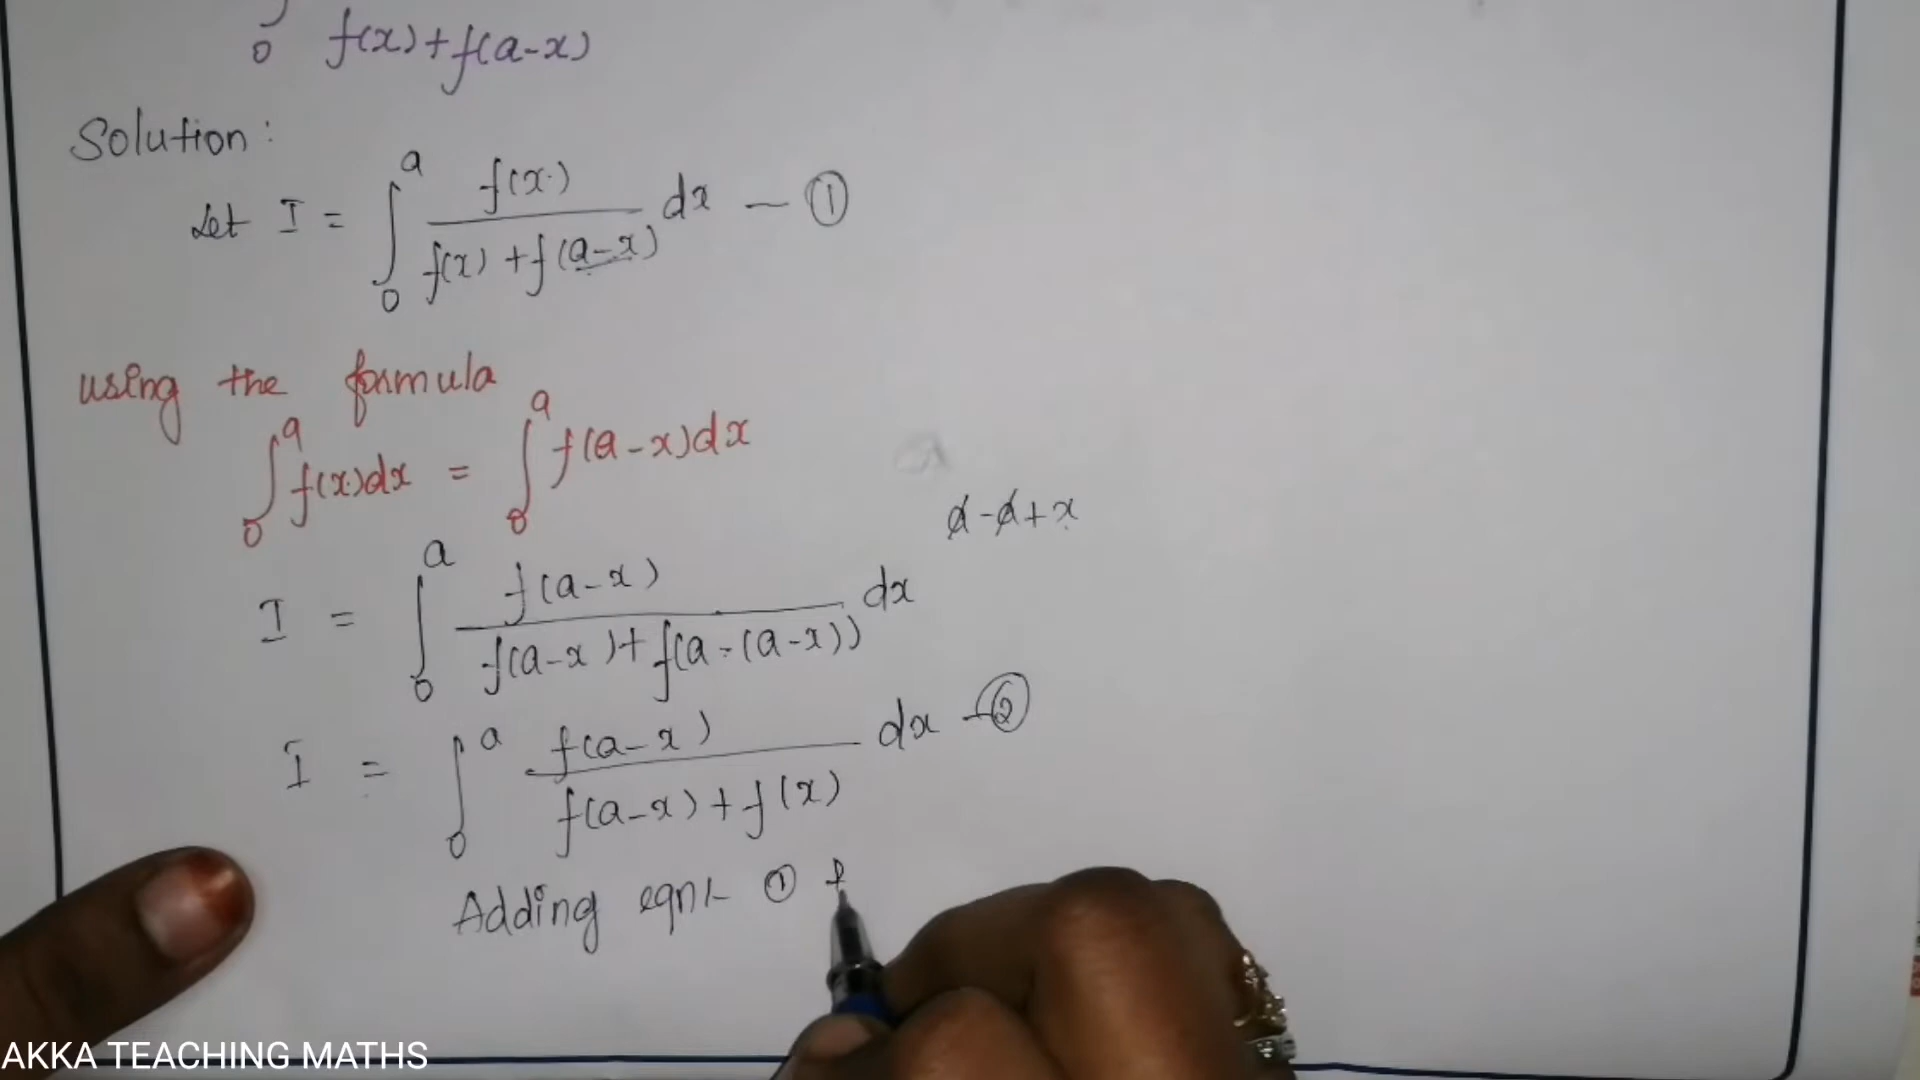 ∫0 f(x)+f(a-x)
Solution:
Let I = ∫₀ᵃ f(x) / f(x)+f(a-x) dx — ①
using the formula
∫₀ᵃ f(x)dx = ∫₀ᵃ f(a-x)dx
a-a+x
I = ∫₀ᵃ f(a-x) / f(a-x)+f(a-(a-x)) dx
I = ∫₀ᵃ f(a-x) / f(a-x)+f(x) dx -②
Adding eqn:- ①
AKKA TEACHING MATHS